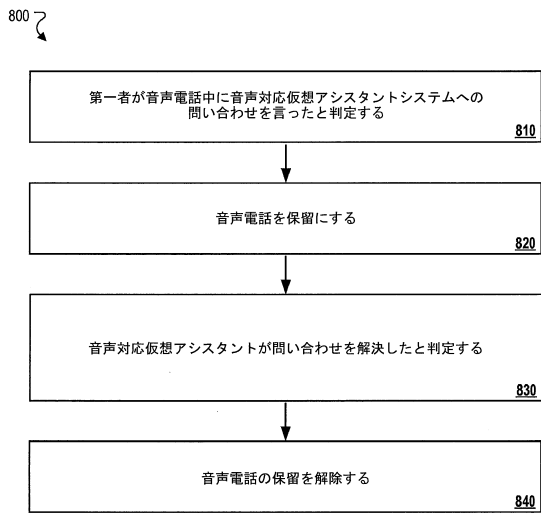 800
第一者が音声電話中に音声対応仮想アシスタントシステムへの
問い合わせを言ったと判定する
810
音声電話を保留にする
820
音声対応仮想アシスタントが問い合わせを解決したと判定する
830
音声電話の保留を解除する
840